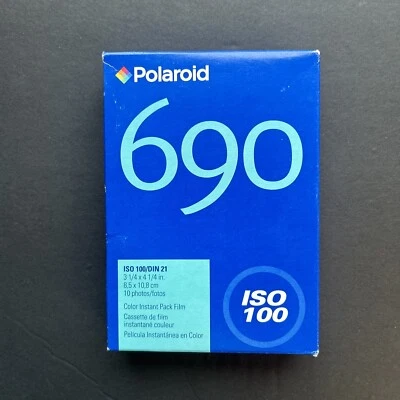 Polaroid
690
ISO 100/DIN 21
3 1/4 x 4 1/4 in.
8,5 x 10,8 cm
10 photos/fotos
Color Instant Pack Film
Cassette de film
instantané couleur
Película Instantánea en Color
ISO
100